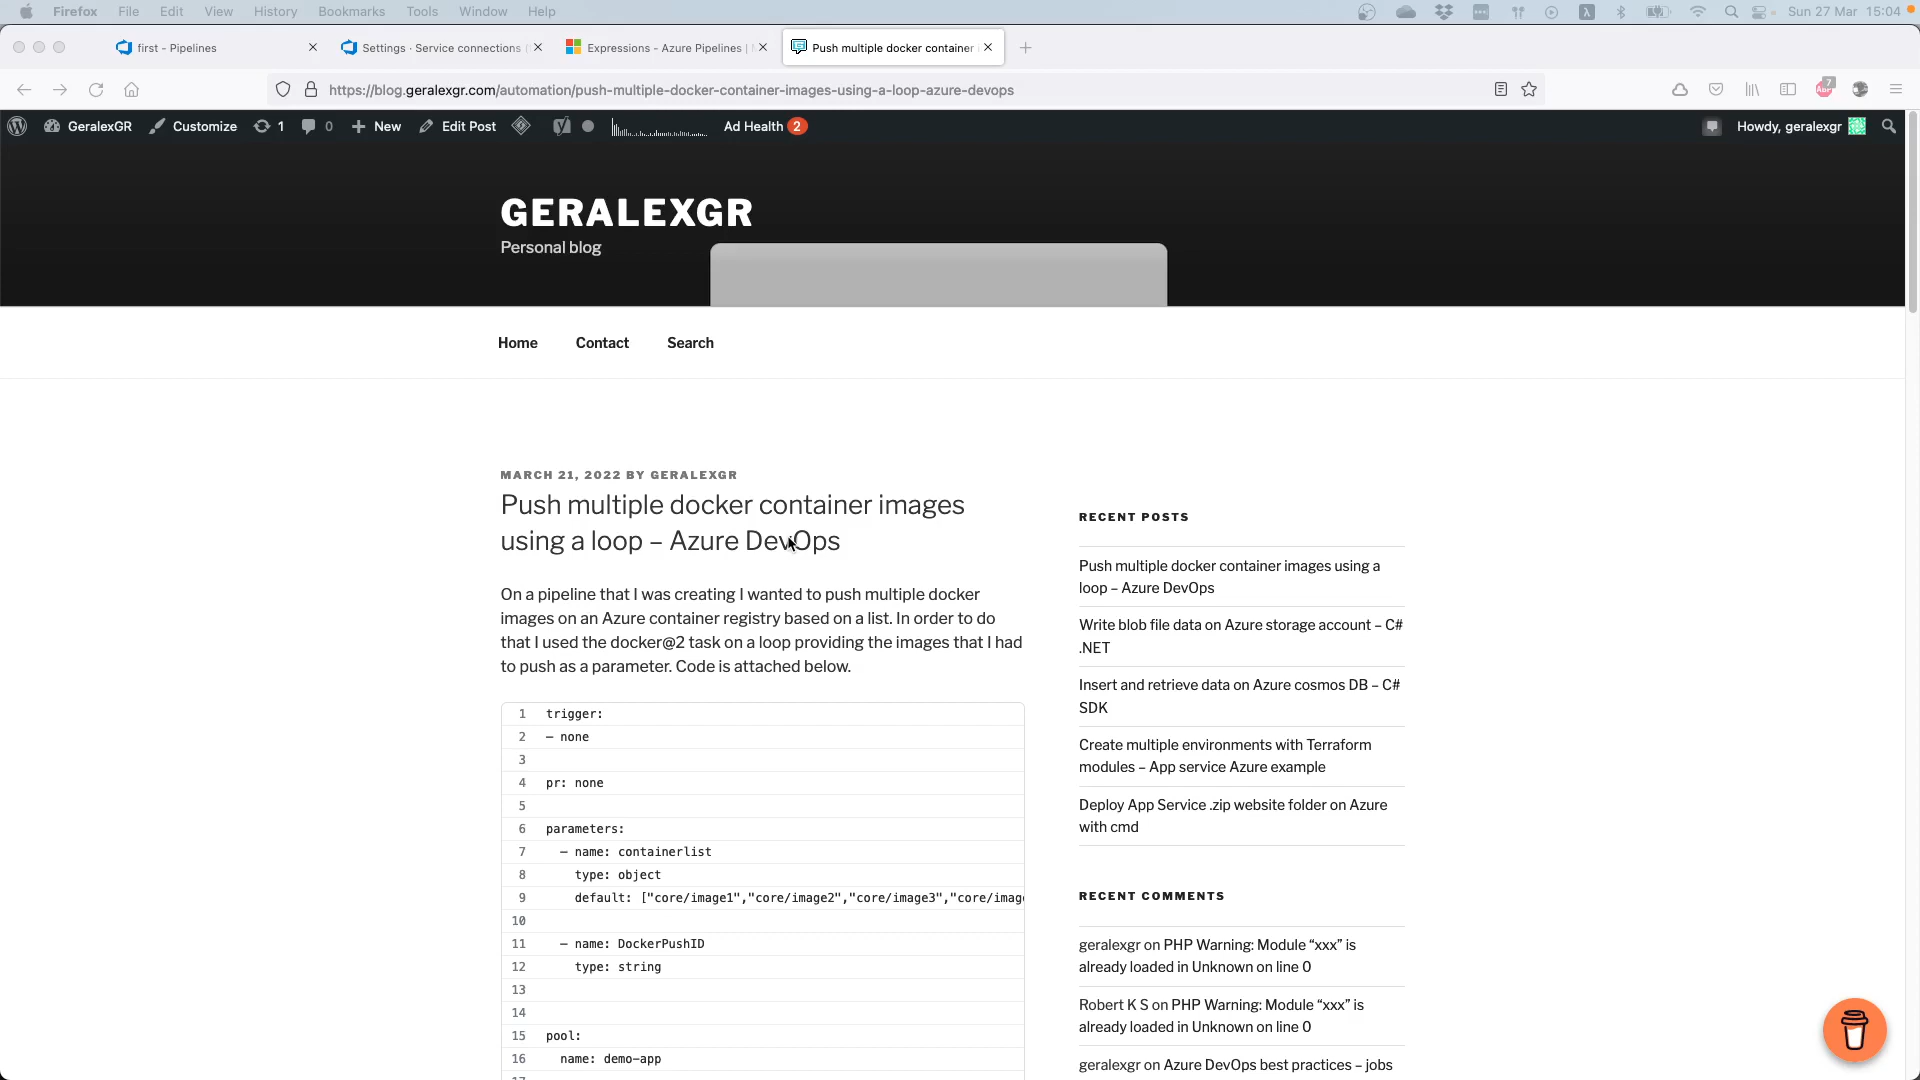 Firefox File Edit View History Bookmarks Tools Window Help Sun 27 Mar 15:04
first - Pipelines
Settings · Service connections
Expressions - Azure Pipelines |
Push multiple docker container
https://blog.geralexgr.com/automation/push-multiple-docker-container-images-using-a-loop-azure-devops
7
GeralexGR Customize 1 0 New Edit Post Ad Health 2 Howdy, geralexgr
GERALEXGR
Personal blog
Home Contact Search
MARCH 21, 2022 BY GERALEXGR
Push multiple docker container images
using a loop – Azure DevOps
On a pipeline that I was creating I wanted to push multiple docker
images on an Azure container registry based on a list. In order to do
that I used the docker@2 task on a loop providing the images that I had
to push as a parameter. Code is attached below.
1 trigger:
2 – none
3
4 pr: none
5
6 parameters:
7 – name: containerlist
8 type: object
9 default: ["core/image1","core/image2","core/image3","core/imag
10
11 – name: DockerPushID
12 type: string
13
14
15 pool:
16 name: demo-app
RECENT POSTS
Push multiple docker container images using a
loop – Azure DevOps
Write blob file data on Azure storage account – C#
.NET
Insert and retrieve data on Azure cosmos DB – C#
SDK
Create multiple environments with Terraform
modules – App service Azure example
Deploy App Service .zip website folder on Azure
with cmd
RECENT COMMENTS
geralexgr on PHP Warning: Module “xxx” is
already loaded in Unknown on line 0
Robert K S on PHP Warning: Module “xxx” is
already loaded in Unknown on line 0
geralexgr on Azure DevOps best practices – jobs